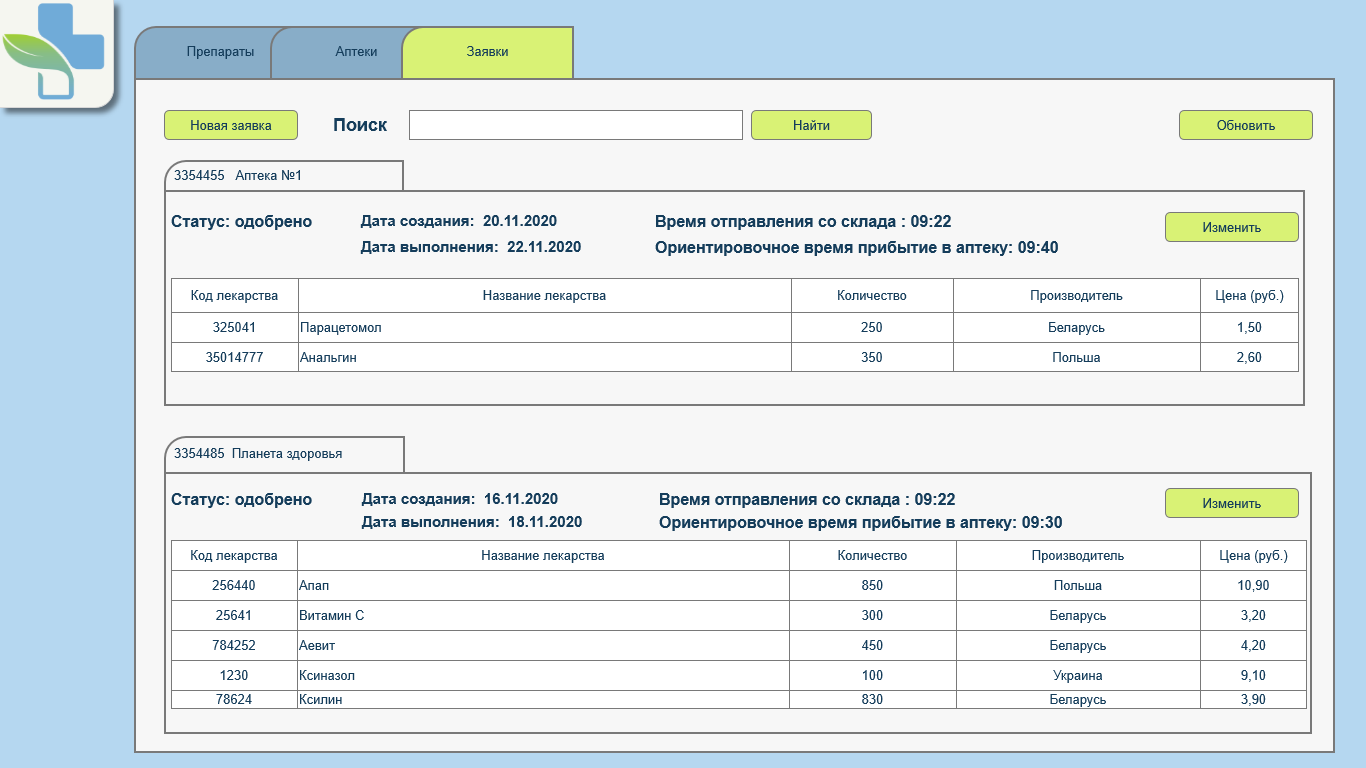 Препараты Аптеки Заявки
Новая заявка Поиск Найти Обновить
3354455 Аптека №1
Статус: одобрено Дата создания: 20.11.2020 Время отправления со склада : 09:22 Изменить
Дата выполнения: 22.11.2020 Ориентировочное время прибытие в аптеку: 09:40
Код лекарства Название лекарства Количество Производитель Цена (руб.)
325041 Парацетомол 250 Беларусь 1,50
35014777 Анальгин 350 Польша 2,60
3354485 Планета здоровья
Статус: одобрено Дата создания: 16.11.2020 Время отправления со склада : 09:22 Изменить
Дата выполнения: 18.11.2020 Ориентировочное время прибытие в аптеку: 09:30
Код лекарства Название лекарства Количество Производитель Цена (руб.)
256440 Апап 850 Польша 10,90
25641 Витамин С 300 Беларусь 3,20
784252 Аевит 450 Беларусь 4,20
1230 Ксиназол 100 Украина 9,10
78624 Ксилин 830 Беларусь 3,90